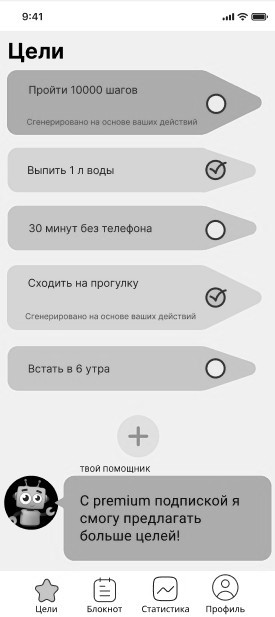 9:41
Цели
Пройти 10000 шагов
Сгенерировано на основе ваших действий
Выпить 1 л воды
30 минут без телефона
Сходить на прогулку
Сгенерировано на основе ваших действий
Встать в 6 утра
ТВОЙ ПОМОЩНИК
С premium подпиской я
смогу предлагать
больше целей!
Цели
Блокнот
Статистика
Профиль